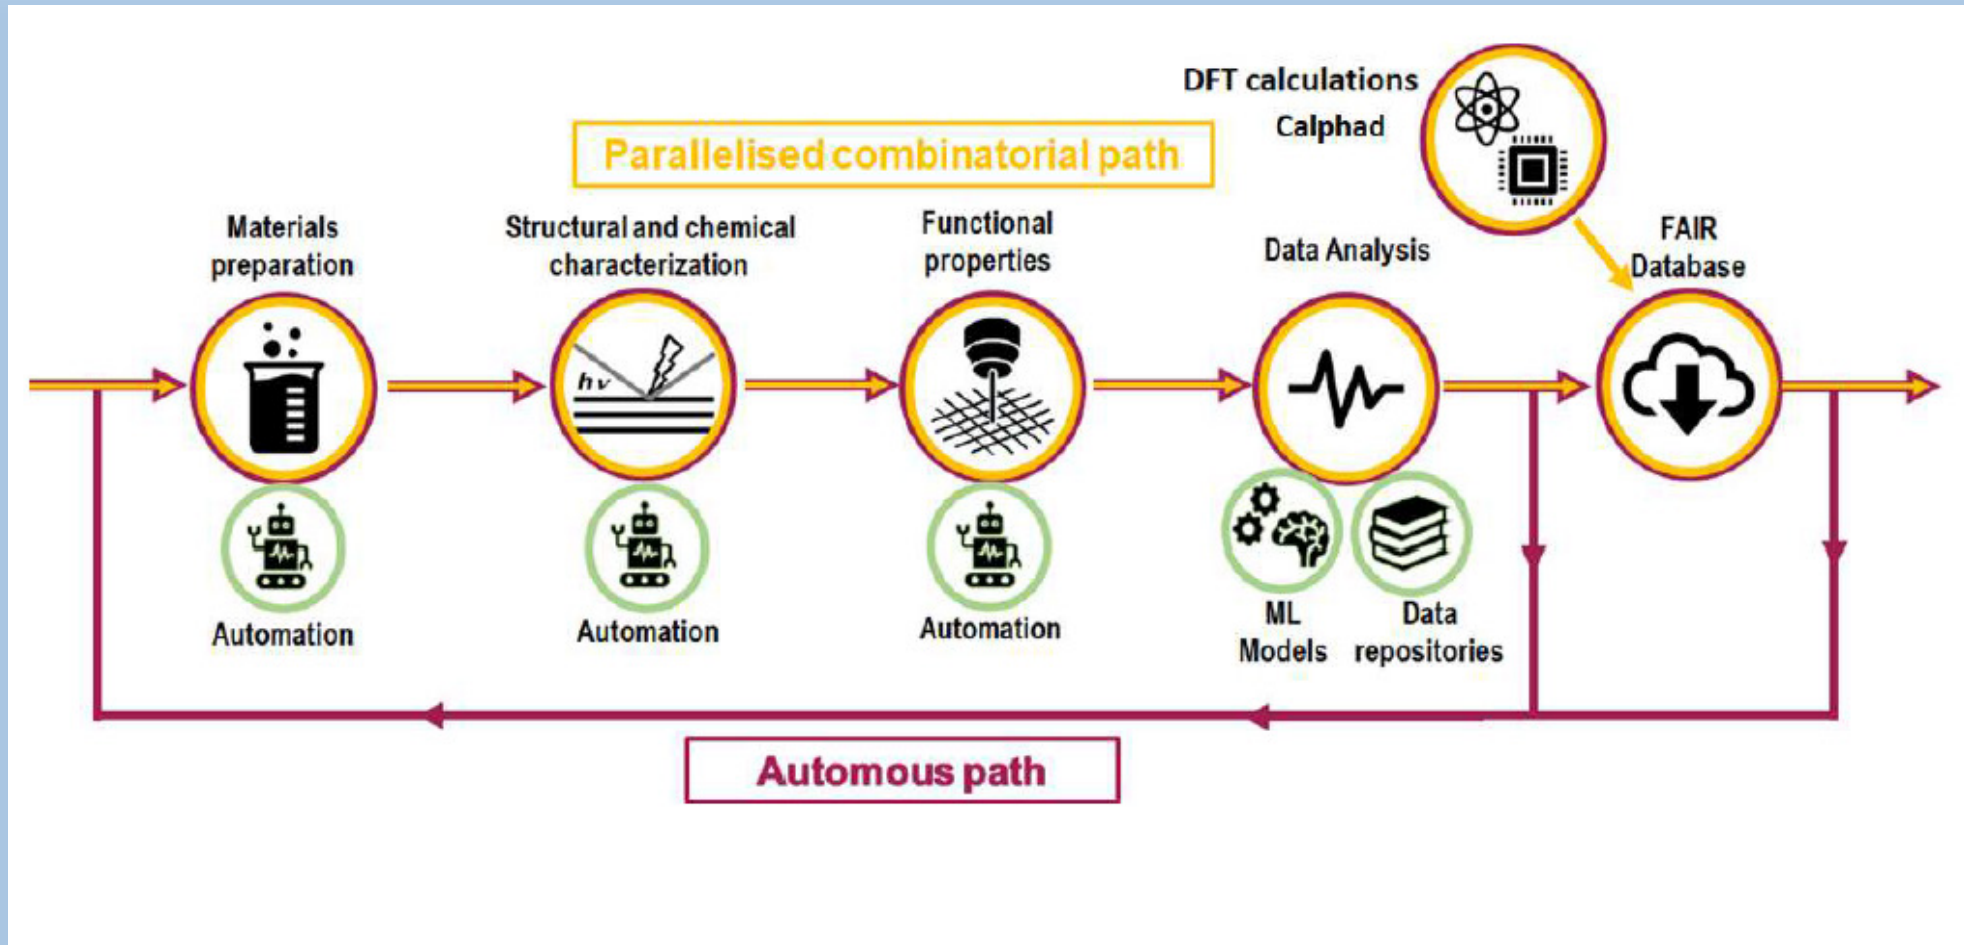 DFT calculations
Calphad
Parallelised combinatorial path
Materials
preparation
Structural and chemical
characterization
Functional
properties
Data Analysis
FAIR
Database
hν
Automation
Automation
Automation
ML
Models
Data
repositories
Automous path